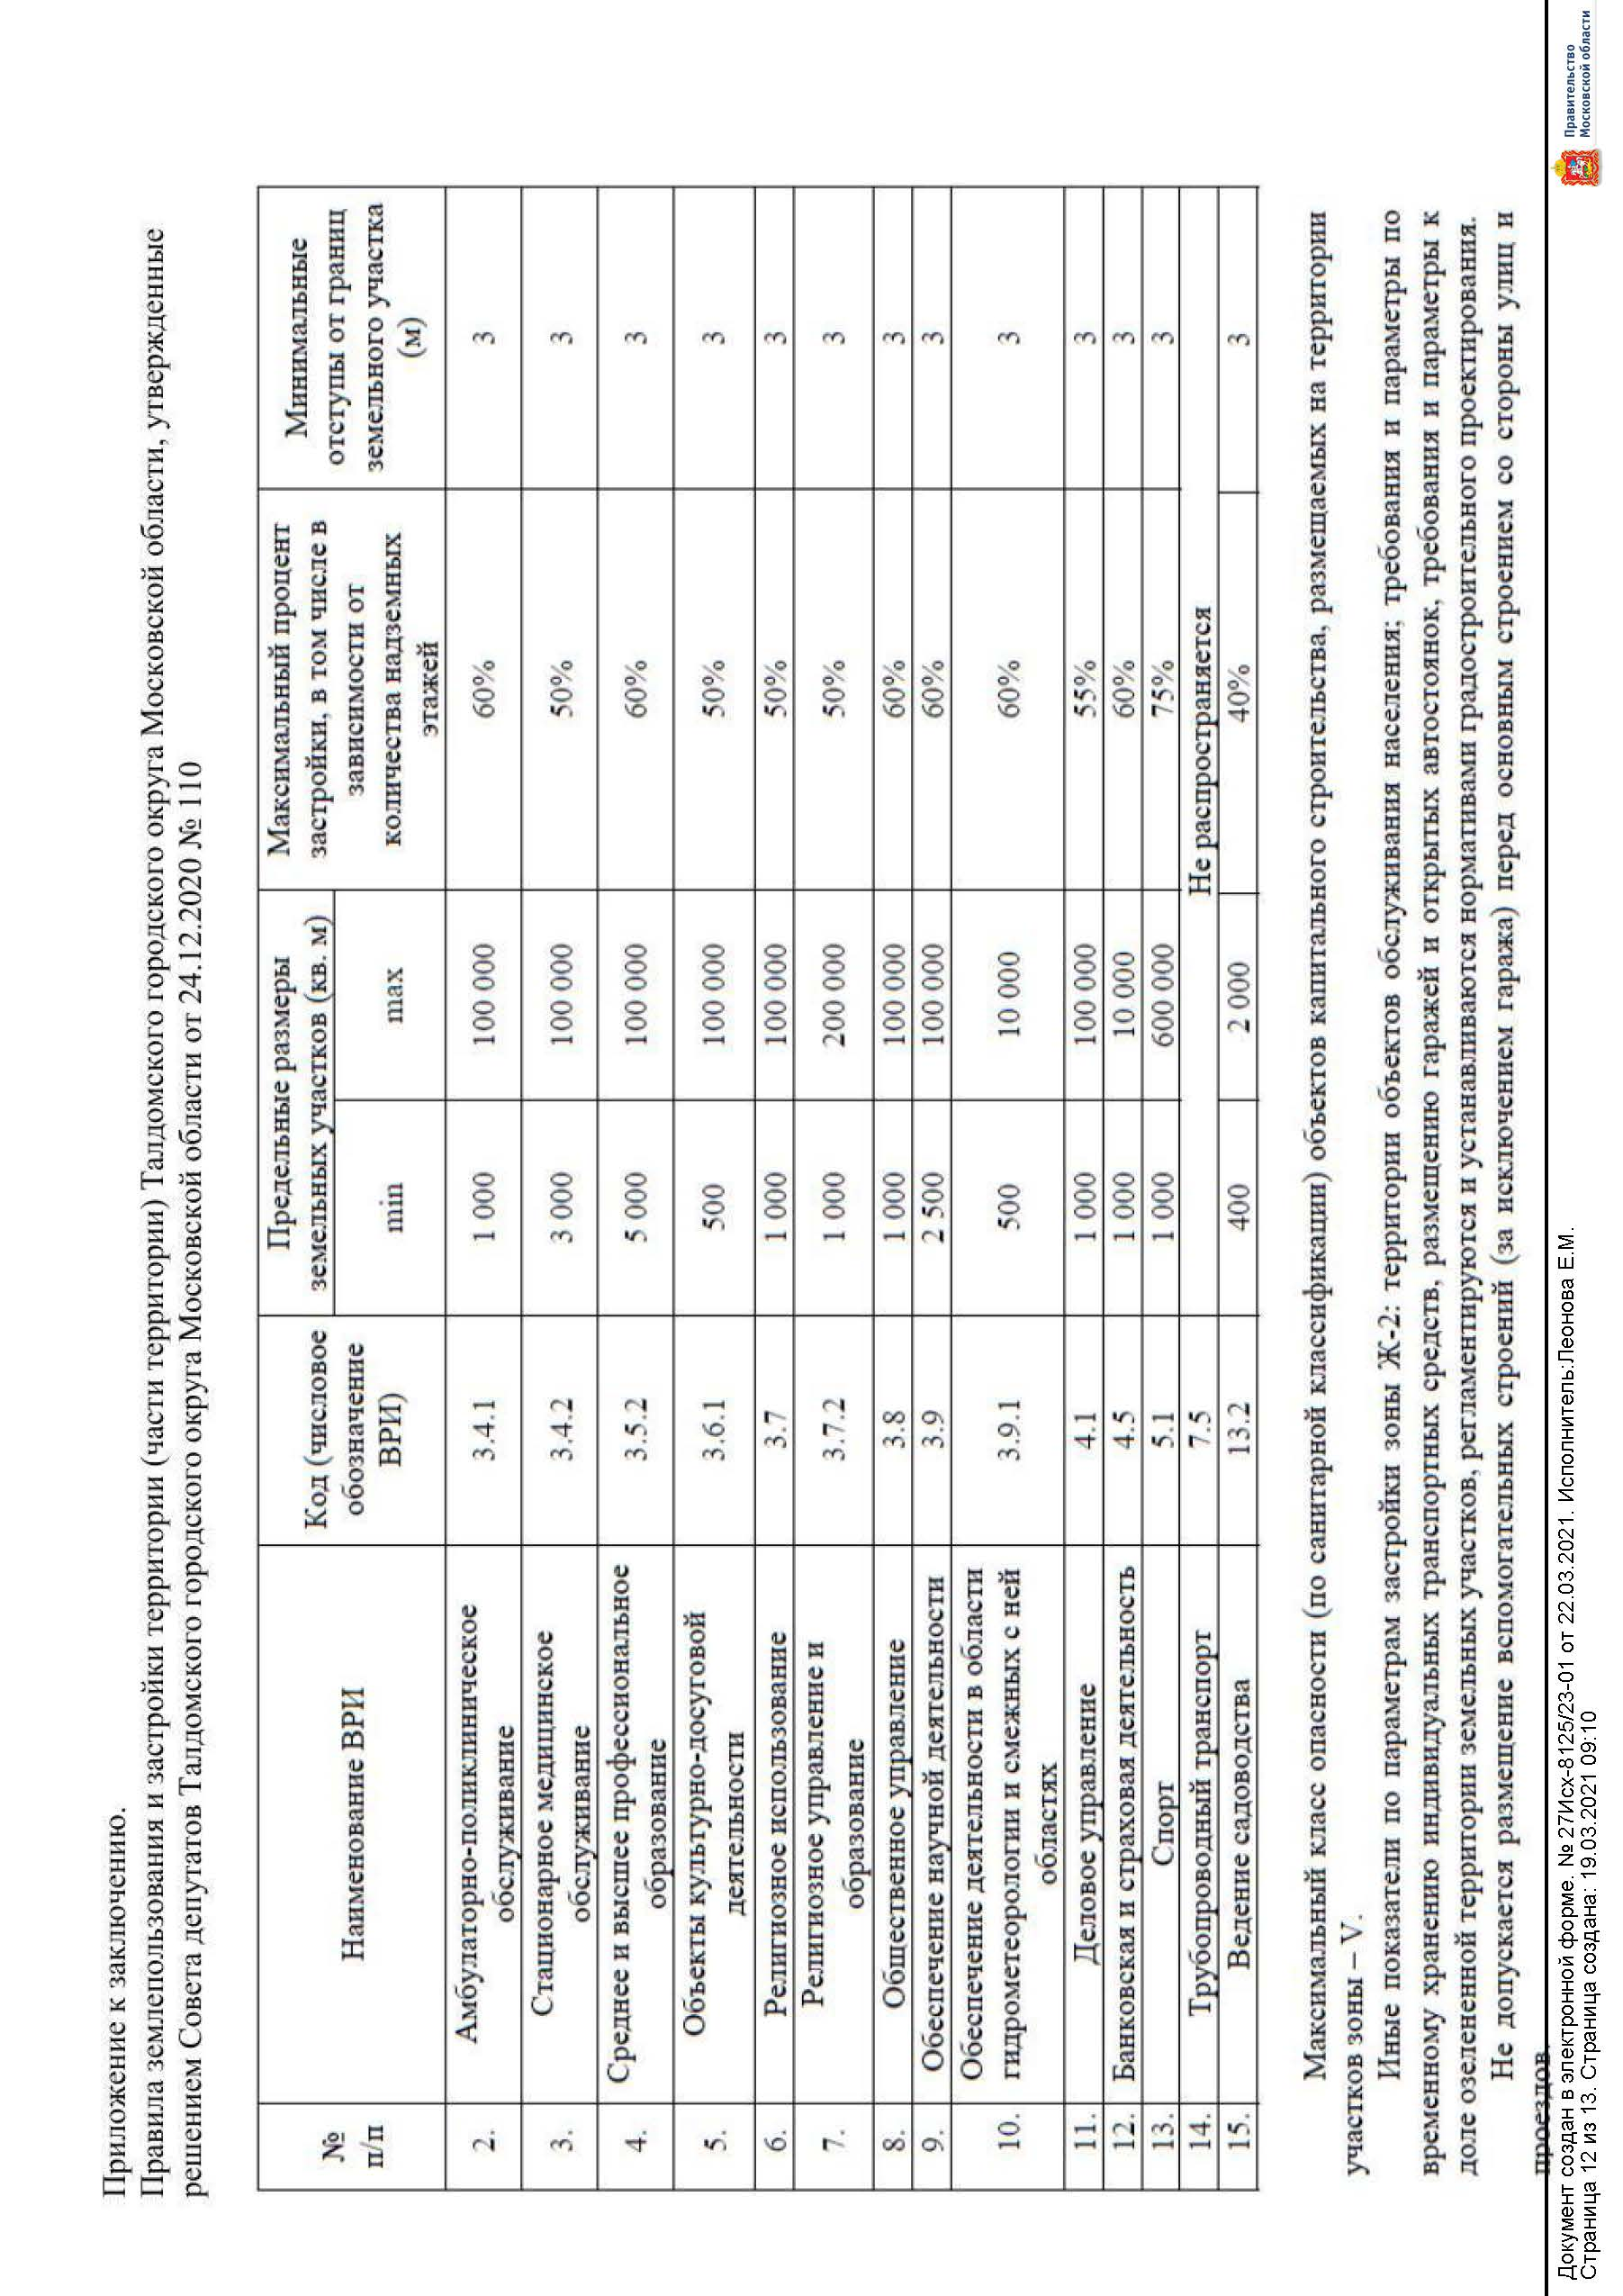 Приложение к заключению.
Правила землепользования и застройки территории (части территории) Талдомского городского округа Московской области, утвержденные
решением Совета депутатов Талдомского городского округа Московской области от 24.12.2020 № 110
№ п/п
Наименование ВРИ
Код (числовое обозначение ВРИ)
Предельные размеры земельных участков (кв. м)
min
max
Максимальный процент застройки, в том числе в зависимости от количества надземных этажей
Минимальные отступы от границ земельного участка (м)
2. Амбулаторно-поликлиническое обслуживание 3.4.1 1 000 100 000 60% 3
3. Стационарное медицинское обслуживание 3.4.2 3 000 100 000 50% 3
4. Среднее и высшее профессиональное образование 3.5.2 5 000 100 000 60% 3
5. Объекты культурно-досуговой деятельности 3.6.1 500 100 000 50% 3
6. Религиозное использование 3.7 1 000 100 000 50% 3
7. Религиозное управление и образование 3.7.2 1 000 200 000 50% 3
8. Общественное управление 3.8 1 000 100 000 60% 3
9. Обеспечение научной деятельности 3.9 2 500 100 000 60% 3
10. Обеспечение деятельности в области гидрометеорологии и смежных с ней областях 3.9.1 500 10 000 60% 3
11. Деловое управление 4.1 1 000 100 000 55% 3
12. Банковская и страховая деятельность 4.5 1 000 10 000 60% 3
13. Спорт 5.1 1 000 600 000 75% 3
14. Трубопроводный транспорт 7.5 Не распространяется
15. Ведение садоводства 13.2 400 2 000 40% 3
Максимальный класс опасности (по санитарной классификации) объектов капитального строительства, размещаемых на территории
участков зоны – V.
Иные показатели по параметрам застройки зоны Ж-2: территории объектов обслуживания населения; требования и параметры по
временному хранению индивидуальных транспортных средств, размещению гаражей и открытых автостоянок, требования и параметры к
доле озелененной территории земельных участков, регламентируются и устанавливаются нормативами градостроительного проектирования.
Не допускается размещение вспомогательных строений (за исключением гаража) перед основным строением со стороны улиц и
проездов.
Документ создан в электронной форме. № 27Исх-8125/23-01 от 22.03.2021. Исполнитель:Леонова Е.М.
Страница 12 из 13. Страница создана: 19.03.2021 09:10
Правительство
Московской области